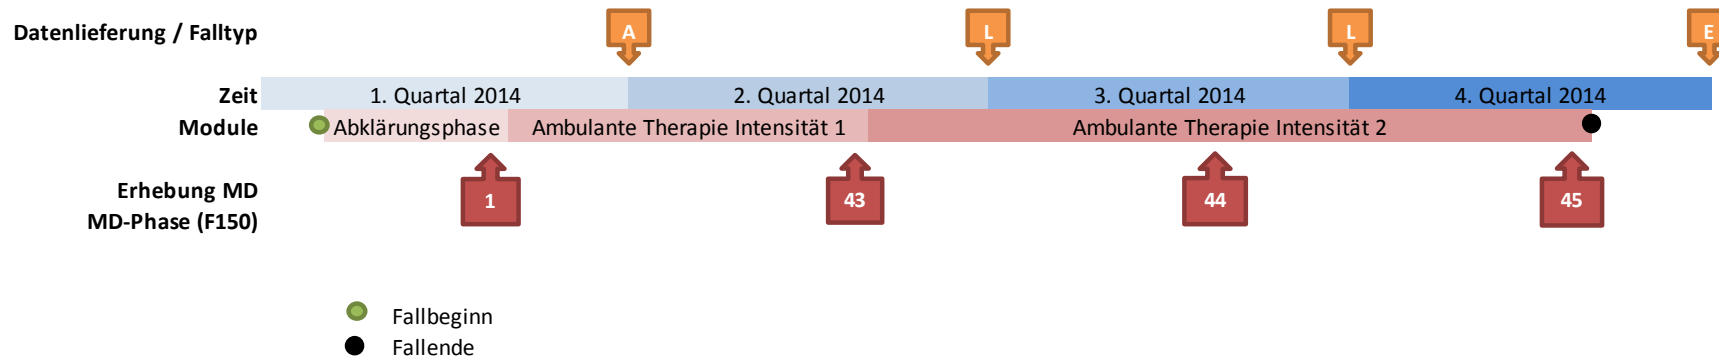 Datenlieferung / Falltyp A L L E
Zeit 1. Quartal 2014 2. Quartal 2014 3. Quartal 2014 4. Quartal 2014
Module Abklärungsphase Ambulante Therapie Intensität 1 Ambulante Therapie Intensität 2
Erhebung MD
MD-Phase (F150)
1 43 44 45
Fallbeginn
Fallende